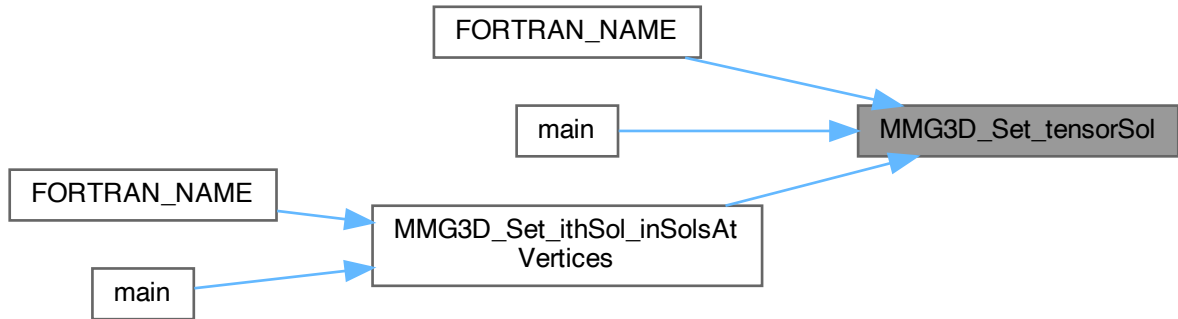 FORTRAN_NAME
main
MMG3D_Set_tensorSol
FORTRAN_NAME
MMG3D_Set_ithSol_inSolsAt
Vertices
main